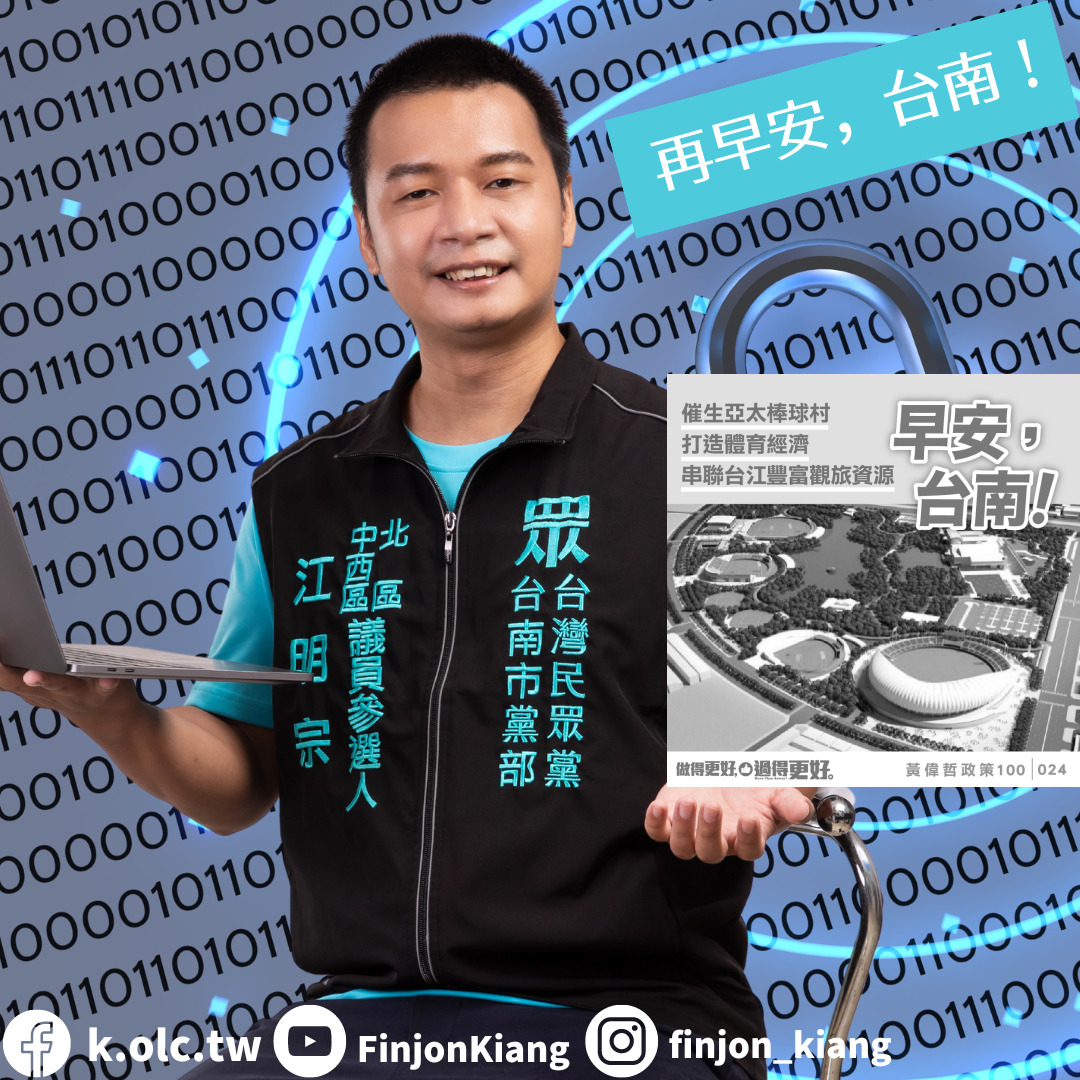 再早安，台南！
催生亞太棒球村
打造體育經濟
串聯台江豐富觀旅資源
早安，
台南!
做得更好，過得更好。
黃偉哲政策100 | 024
北區
中西區
議員參選人
江明宗
眾
台灣民眾黨
台南市黨部
k.olc.tw
FinjonKiang
finjon_kiang